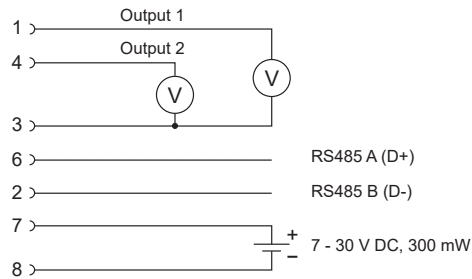 1 Output 1
4 Output 2
V
V
3
6 RS485 A (D+)
2 RS485 B (D-)
7
+
7 - 30 V DC, 300 mW
–
8